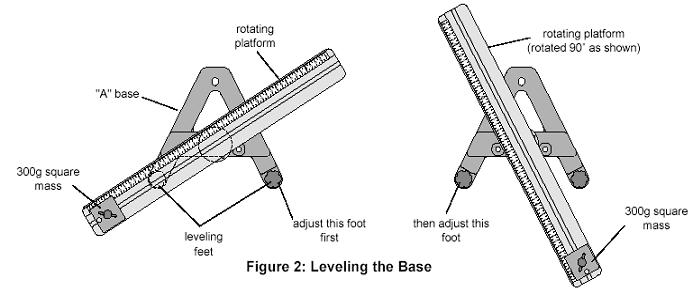 rotating
platform
"A" base
300g square
mass
leveling
feet
adjust this foot
first
rotating platform
(rotated 90° as shown)
then adjust this
foot
300g square
mass
Figure 2: Leveling the Base